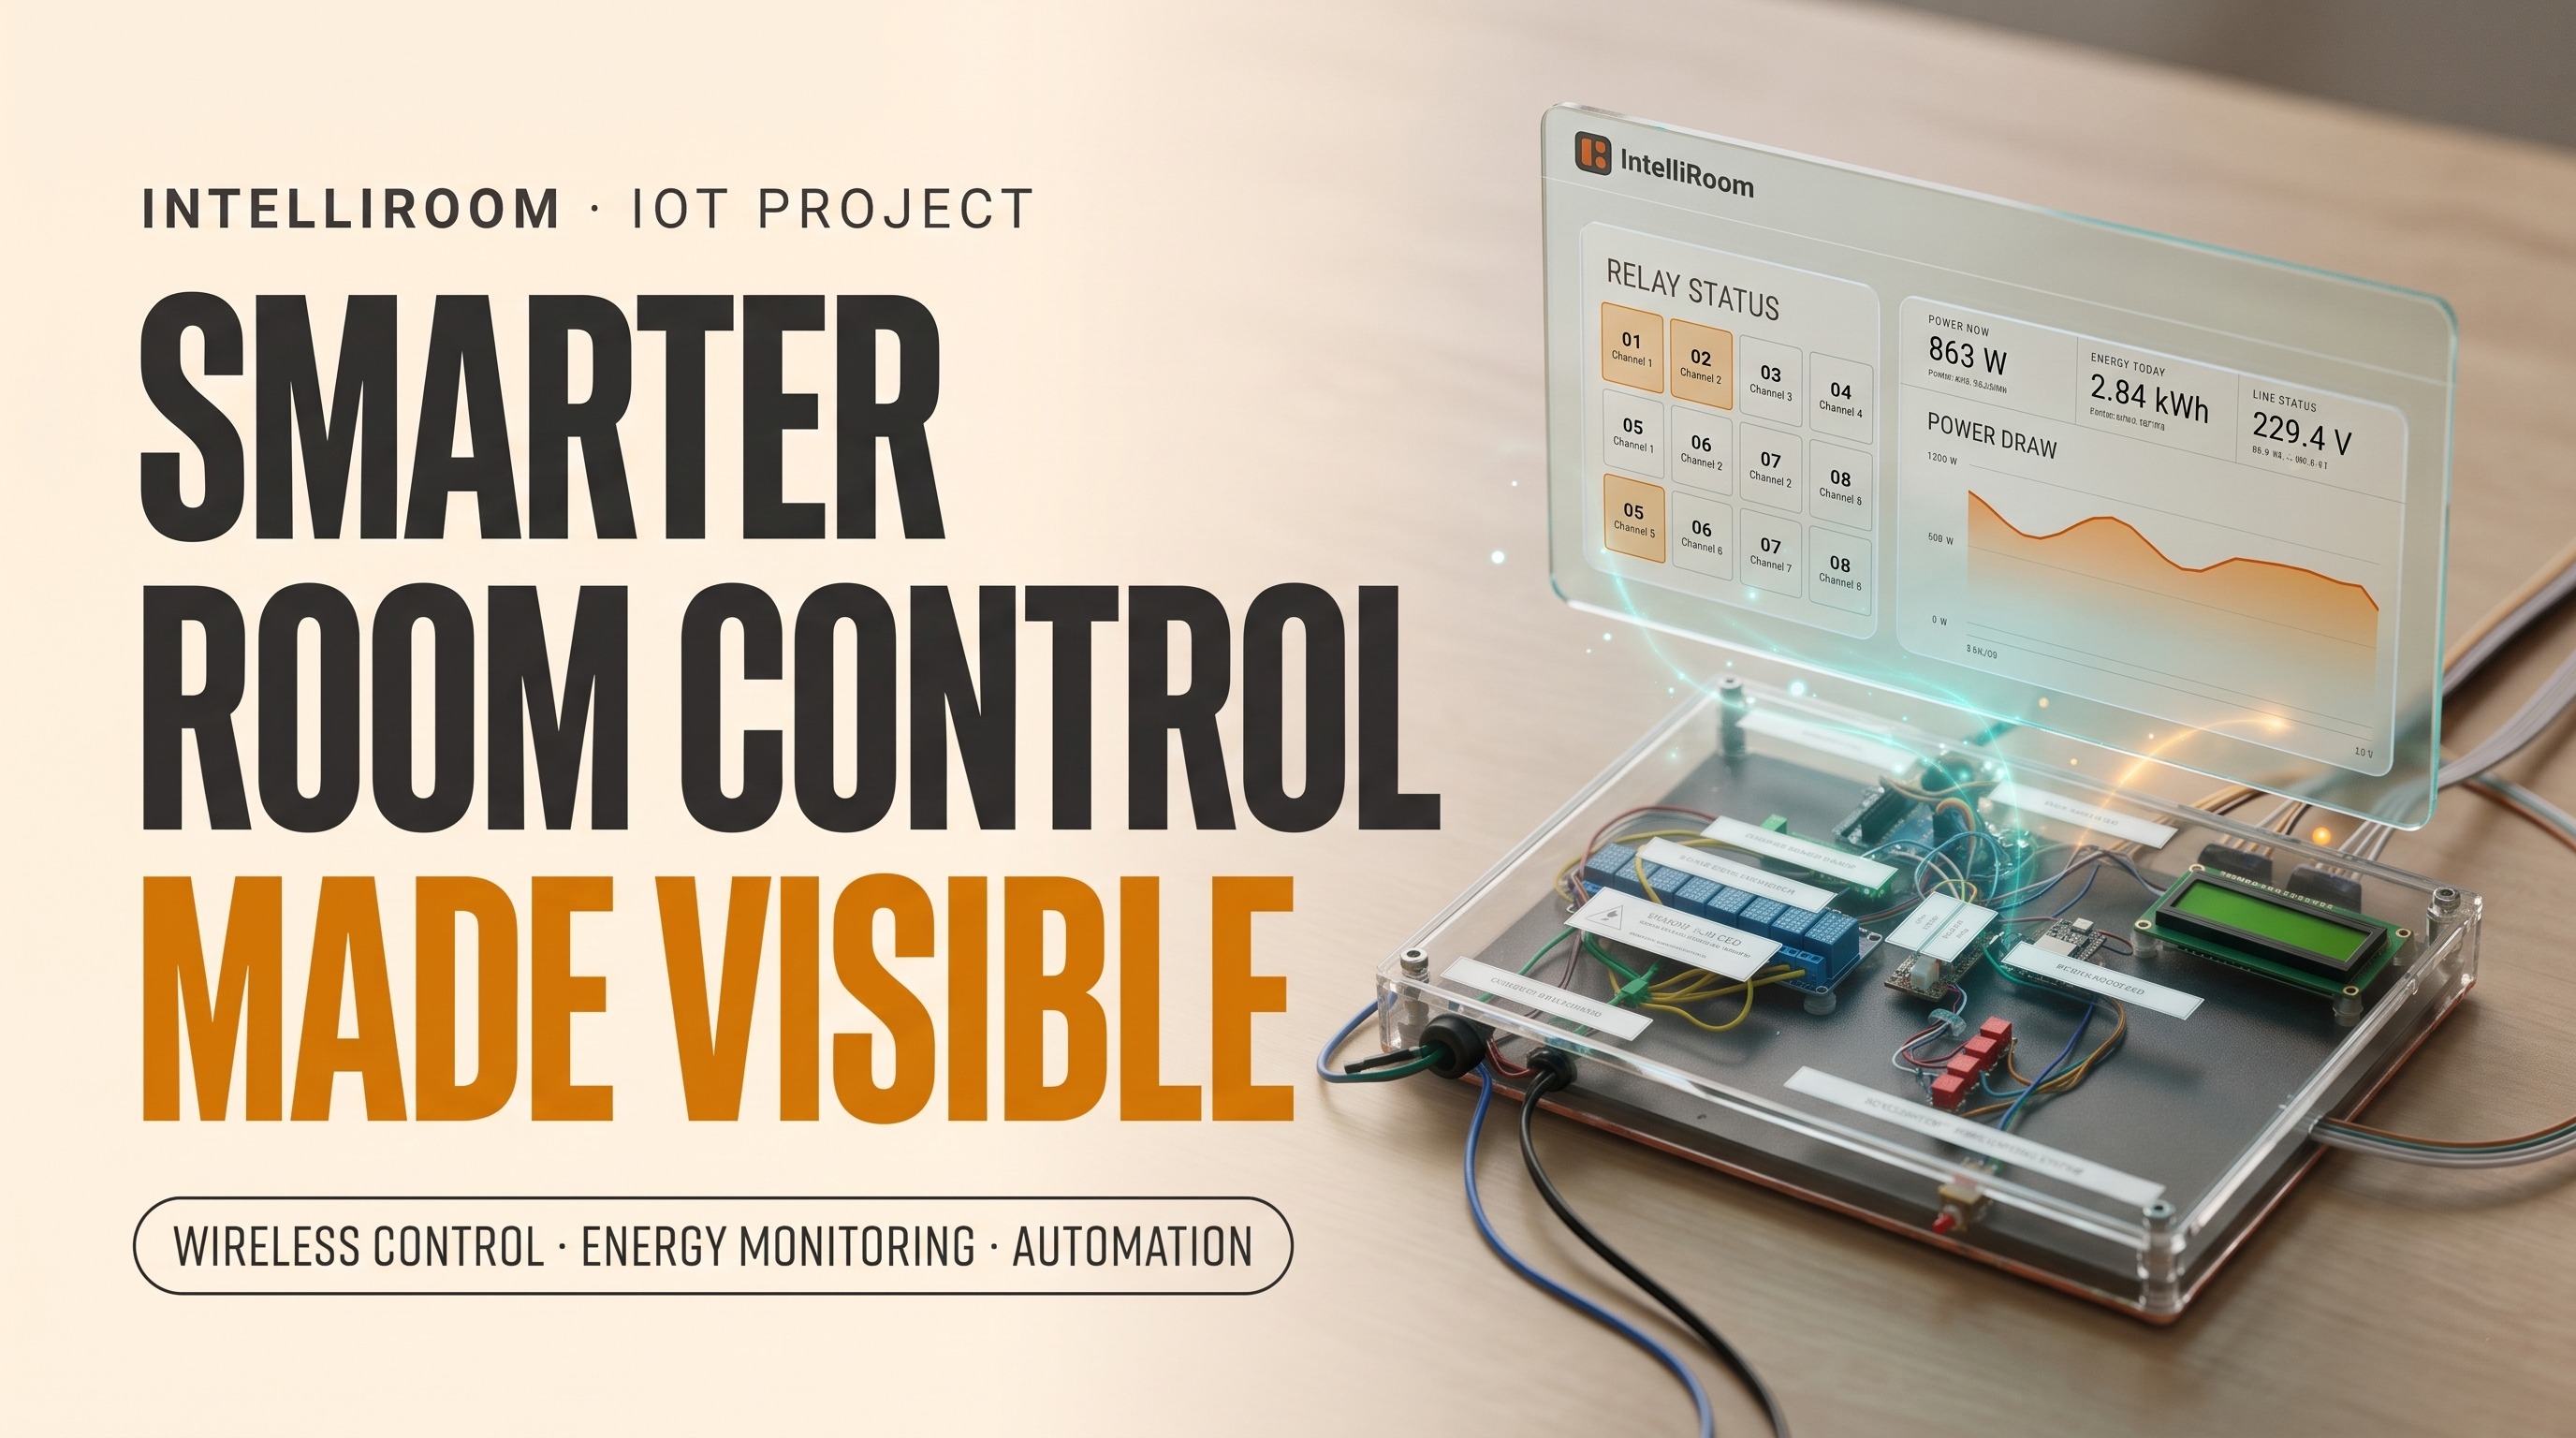 INTELLIROOM · IOT PROJECT
SMARTER
ROOM CONTROL
MADE VISIBLE
WIRELESS CONTROL · ENERGY MONITORING · AUTOMATION
IntelliRoom
RELAY STATUS
01
Channel 1
02
Channel 2
03
Channel 3
04
Channel 4
05
Channel 1
06
Channel 2
07
Channel 2
08
Channel 8
05
Channel 5
06
Channel 6
07
Channel 7
08
Channel 8
POWER NOW
863 W
ENERGY TODAY
2.84 kWh
LINE STATUS
229.4 V
POWER DRAW
1200 W
0 W